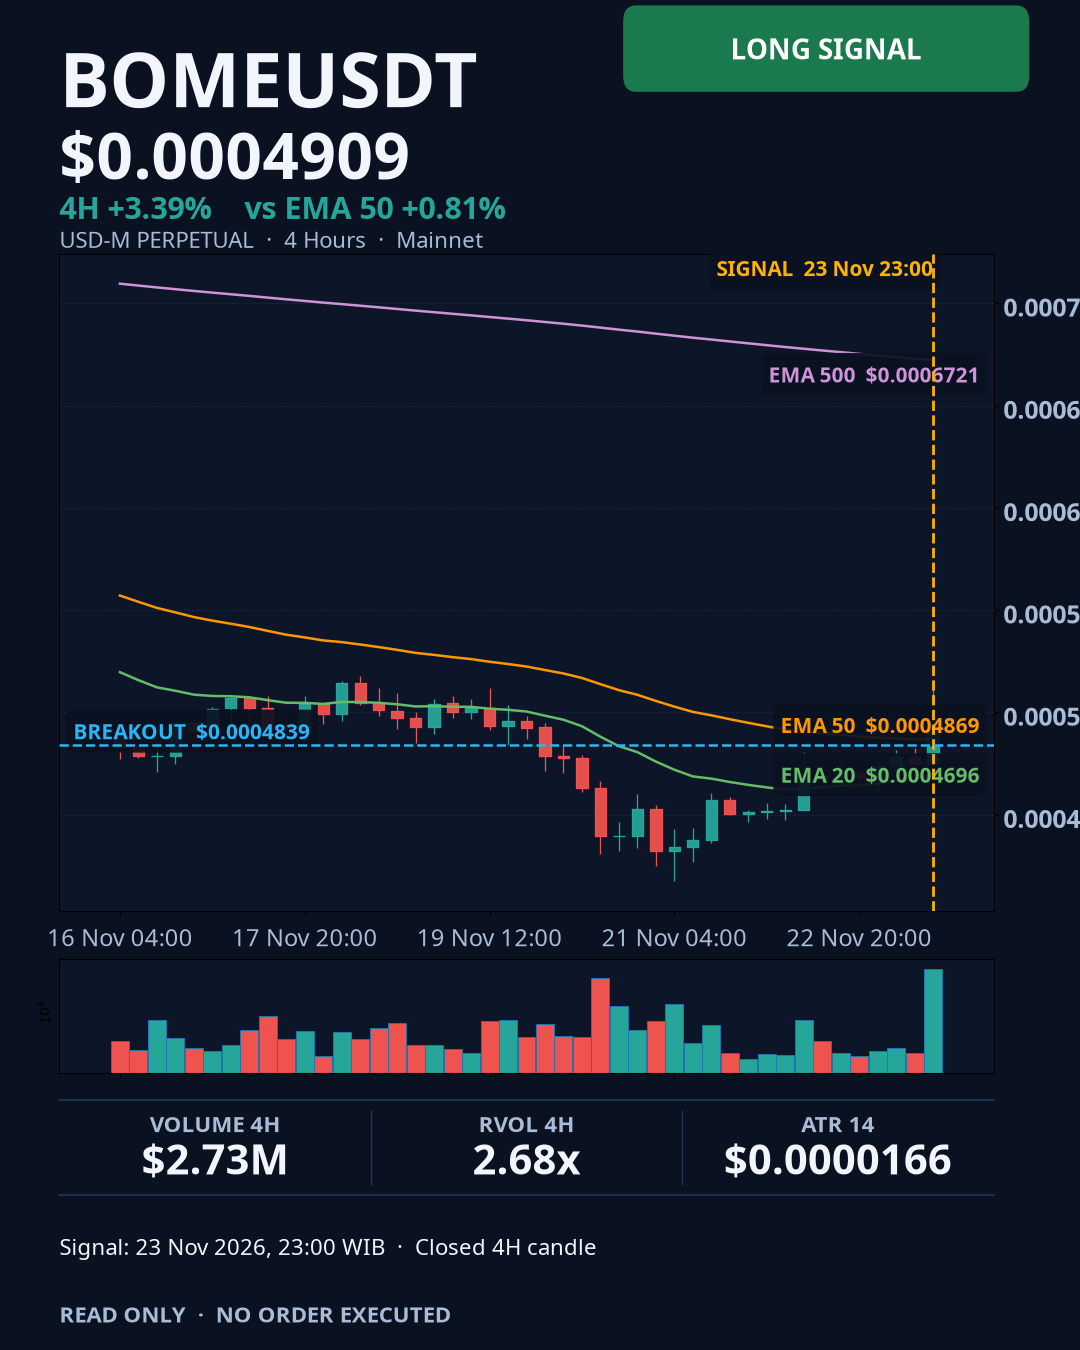 LONG SIGNAL
BOMEUSDT
$0.0004909
4H +3.39% vs EMA 50 +0.81%
USD-M PERPETUAL · 4 Hours · Mainnet
SIGNAL 23 Nov 23:00
0.0007
EMA 500 $0.0006721
0.0006
0.0006
0.0005
0.0005
EMA 50 $0.0004869
BREAKOUT $0.0004839
EMA 20 $0.0004696
0.0004
16 Nov 04:00 17 Nov 20:00 19 Nov 12:00 21 Nov 04:00 22 Nov 20:00
10⁶
VOLUME 4H RVOL 4H ATR 14
$2.73M 2.68x $0.0000166
Signal: 23 Nov 2026, 23:00 WIB · Closed 4H candle
READ ONLY · NO ORDER EXECUTED